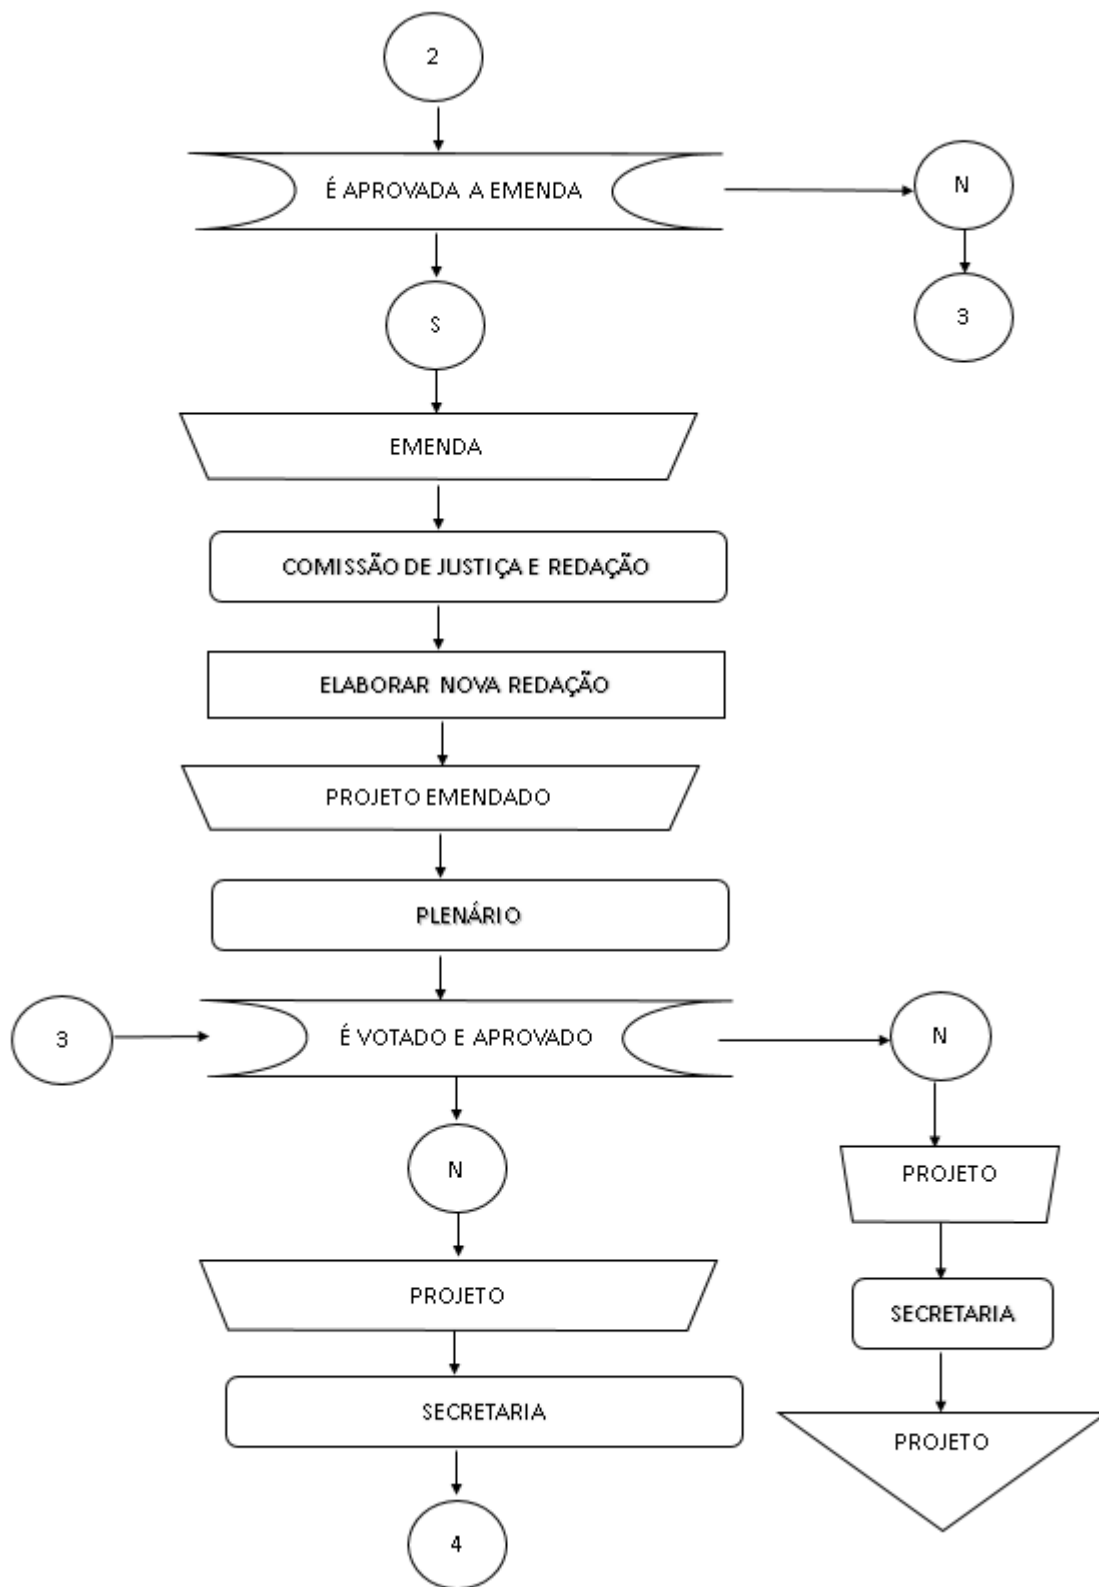 2
É APROVADA A EMENDA
N
S
3
EMENDA
COMISSÃO DE JUSTIÇA E REDAÇÃO
ELABORAR NOVA REDAÇÃO
PROJETO EMENDADO
PLENÁRIO
3
É VOTADO E APROVADO
N
N
PROJETO
PROJETO
SECRETARIA
SECRETARIA
PROJETO
4